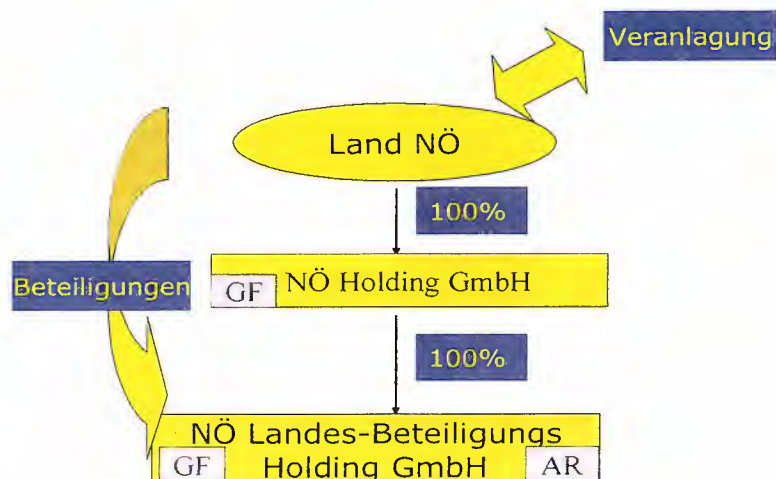 Veranlagung
Land NÖ
100%
Beteiligungen
GF
NÖ Holding GmbH
100%
NÖ Landes-Beteiligungs
GF
Holding GmbH
AR